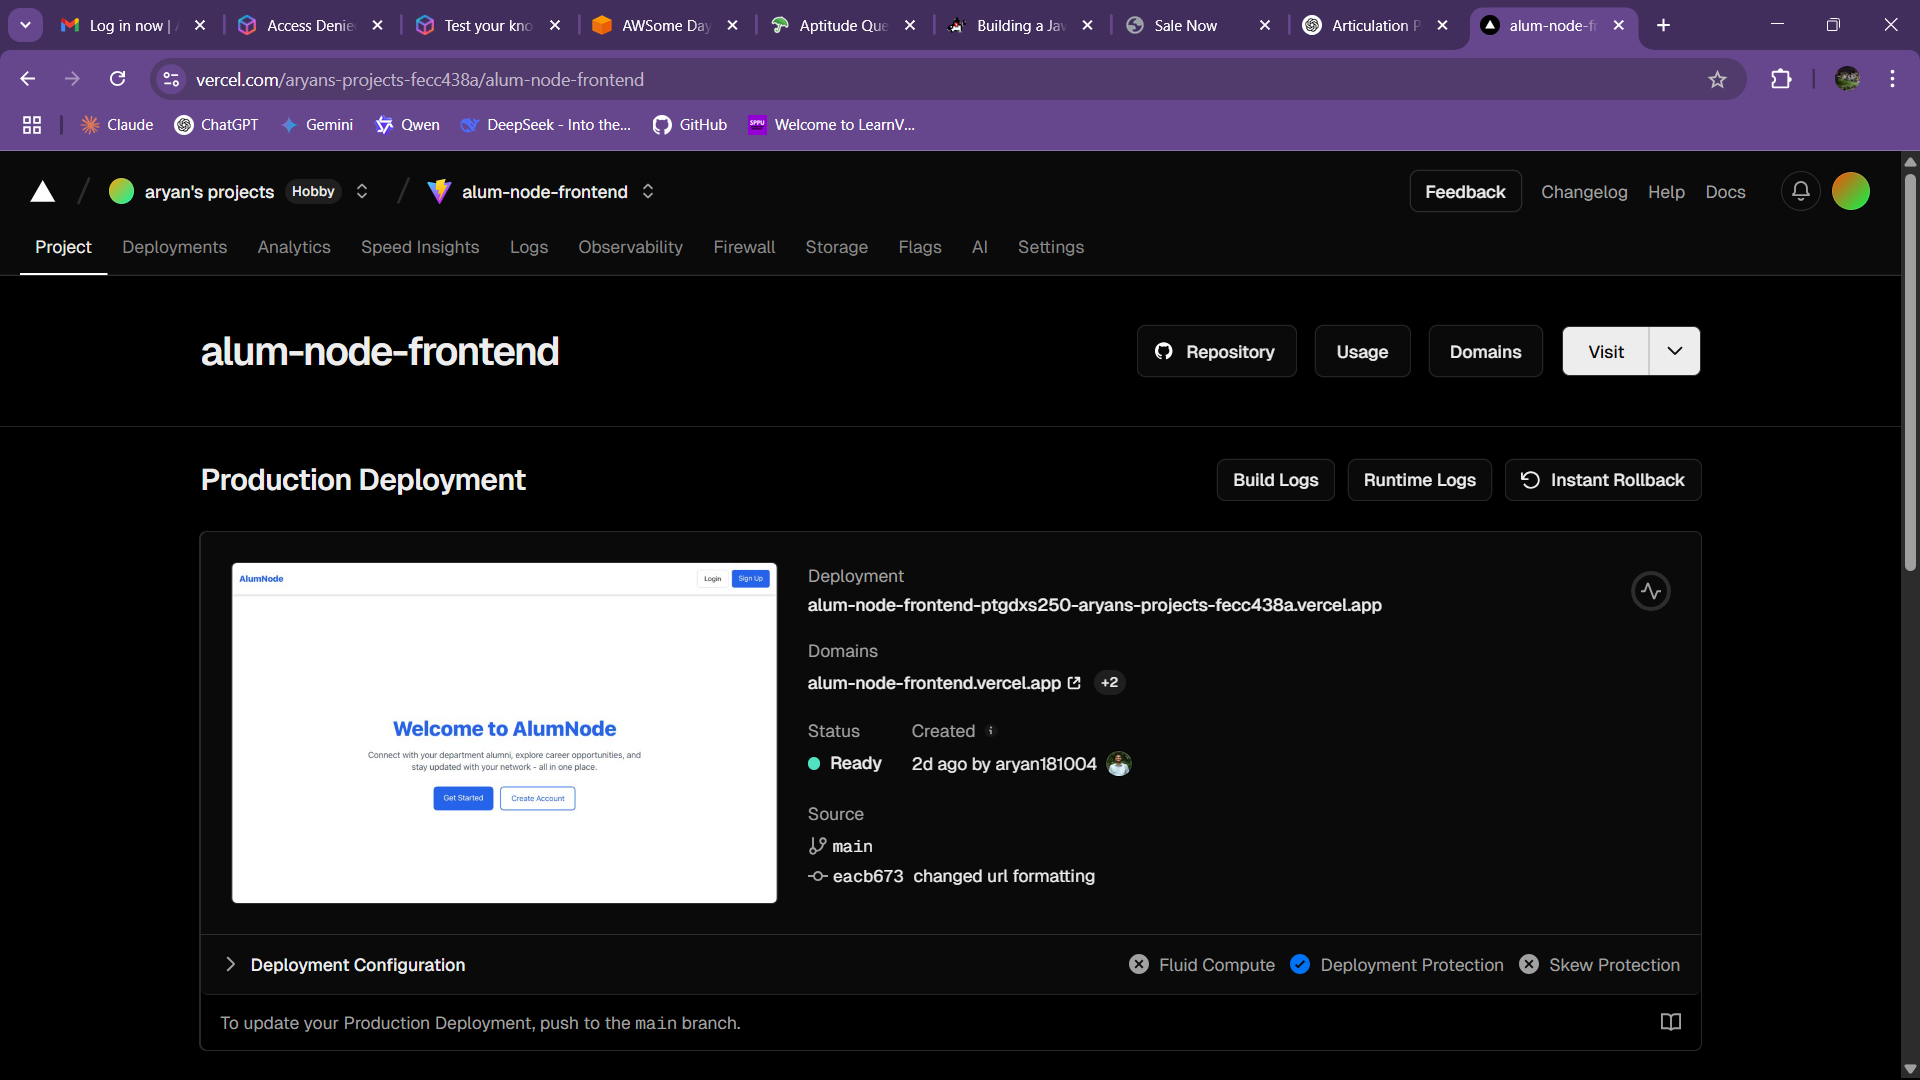 Log in now |
Access Denie
Test your kno
AWSome Day
Aptitude Que
Building a Jav
Sale Now
Articulation P
alum-node-fr
vercel.com/aryans-projects-fecc438a/alum-node-frontend
Claude
ChatGPT
Gemini
Qwen
DeepSeek - Into the...
GitHub
SPPU
Welcome to LearnV...
aryan's projects
Hobby
alum-node-frontend
Feedback
Changelog
Help
Docs
Project
Deployments
Analytics
Speed Insights
Logs
Observability
Firewall
Storage
Flags
AI
Settings
alum-node-frontend
Repository
Usage
Domains
Visit
Production Deployment
Build Logs
Runtime Logs
Instant Rollback
AlumNode
Login
Sign Up
Welcome to AlumNode
Connect with your department alumni, explore career opportunities, and
stay updated with your network - all in one place.
Get Started
Create Account
Deployment
alum-node-frontend-ptgdxs250-aryans-projects-fecc438a.vercel.app
Domains
alum-node-frontend.vercel.app
+2
Status
Created
Ready
2d ago by aryan181004
Source
main
eacb673 changed url formatting
Deployment Configuration
Fluid Compute
Deployment Protection
Skew Protection
To update your Production Deployment, push to the main branch.